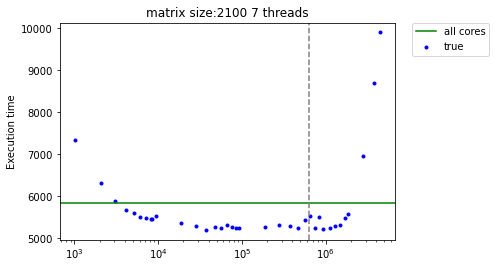 matrix size:2100 7 threads
all cores
true
Execution time
10000
9000
8000
7000
6000
5000
10³
10⁴
10⁵
10⁶